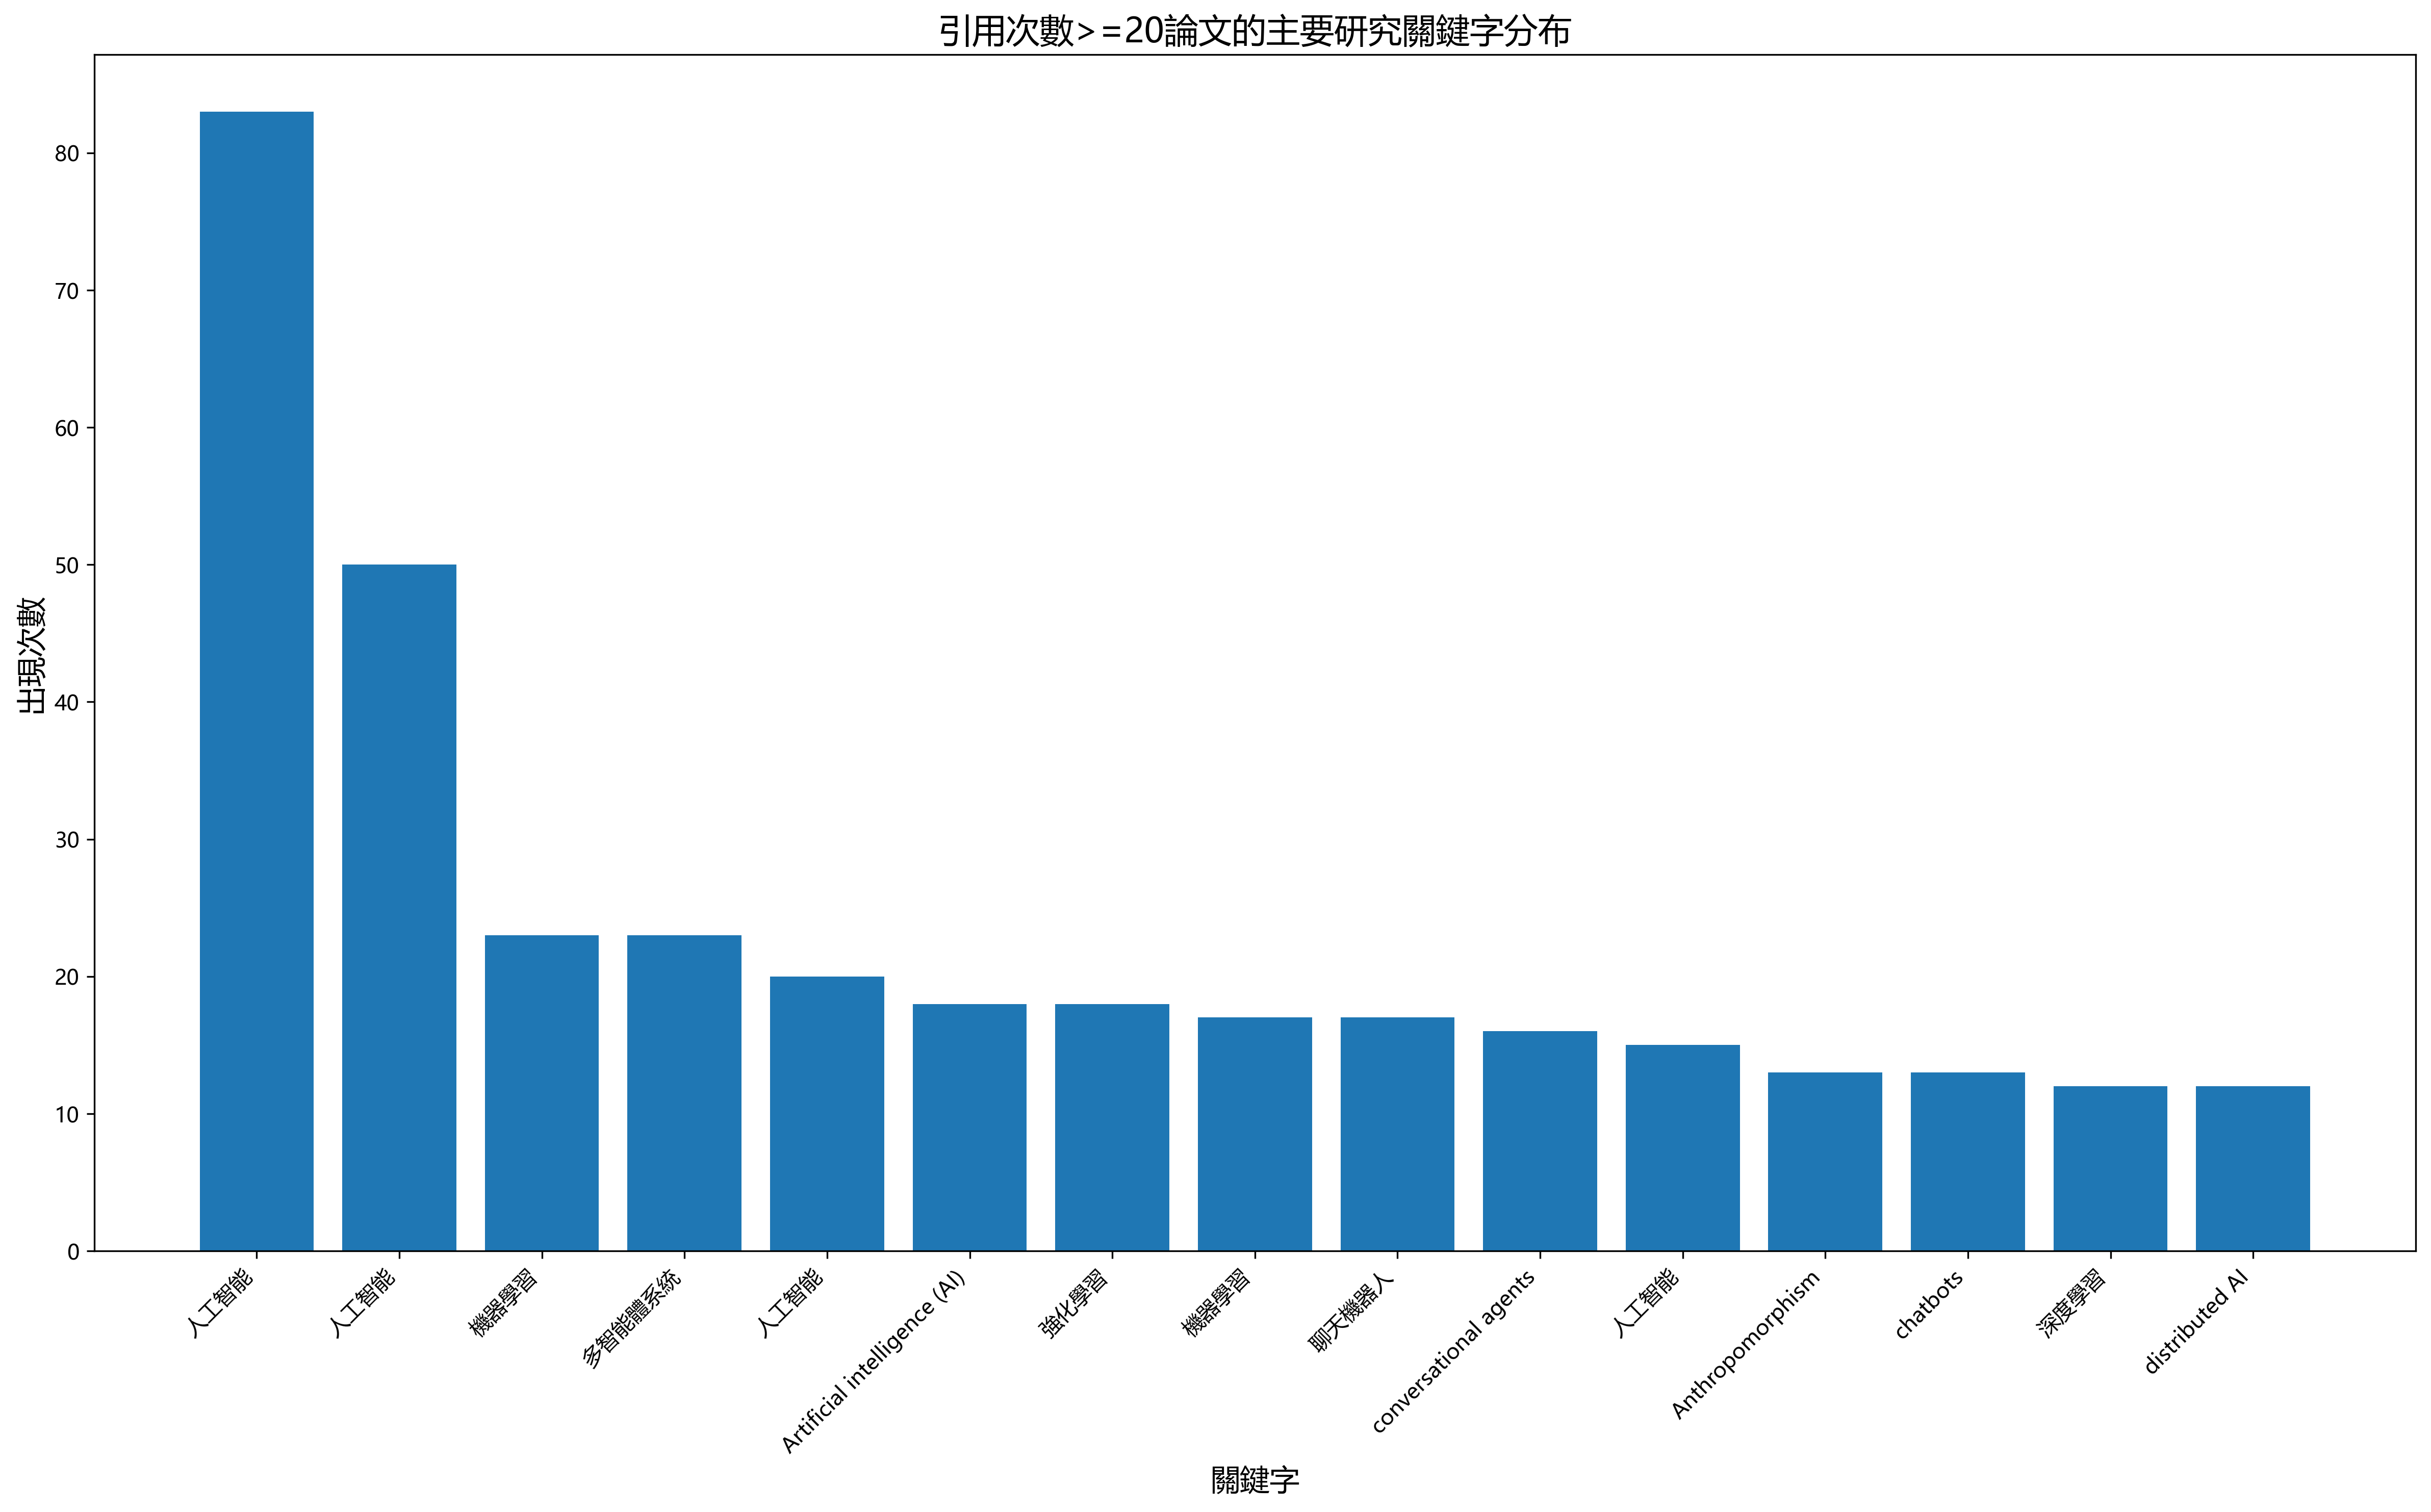 引用次數>=20論文的主要研究關鍵字分布
出現次數
80
70
60
50
40
30
20
10
0
人工智能
人工智能
機器學習
多智能體系統
人工智能
Artificial intelligence (AI)
強化學習
機器學習
聊天機器人
conversational agents
人工智能
Anthropomorphism
chatbots
深度學習
distributed AI
關鍵字